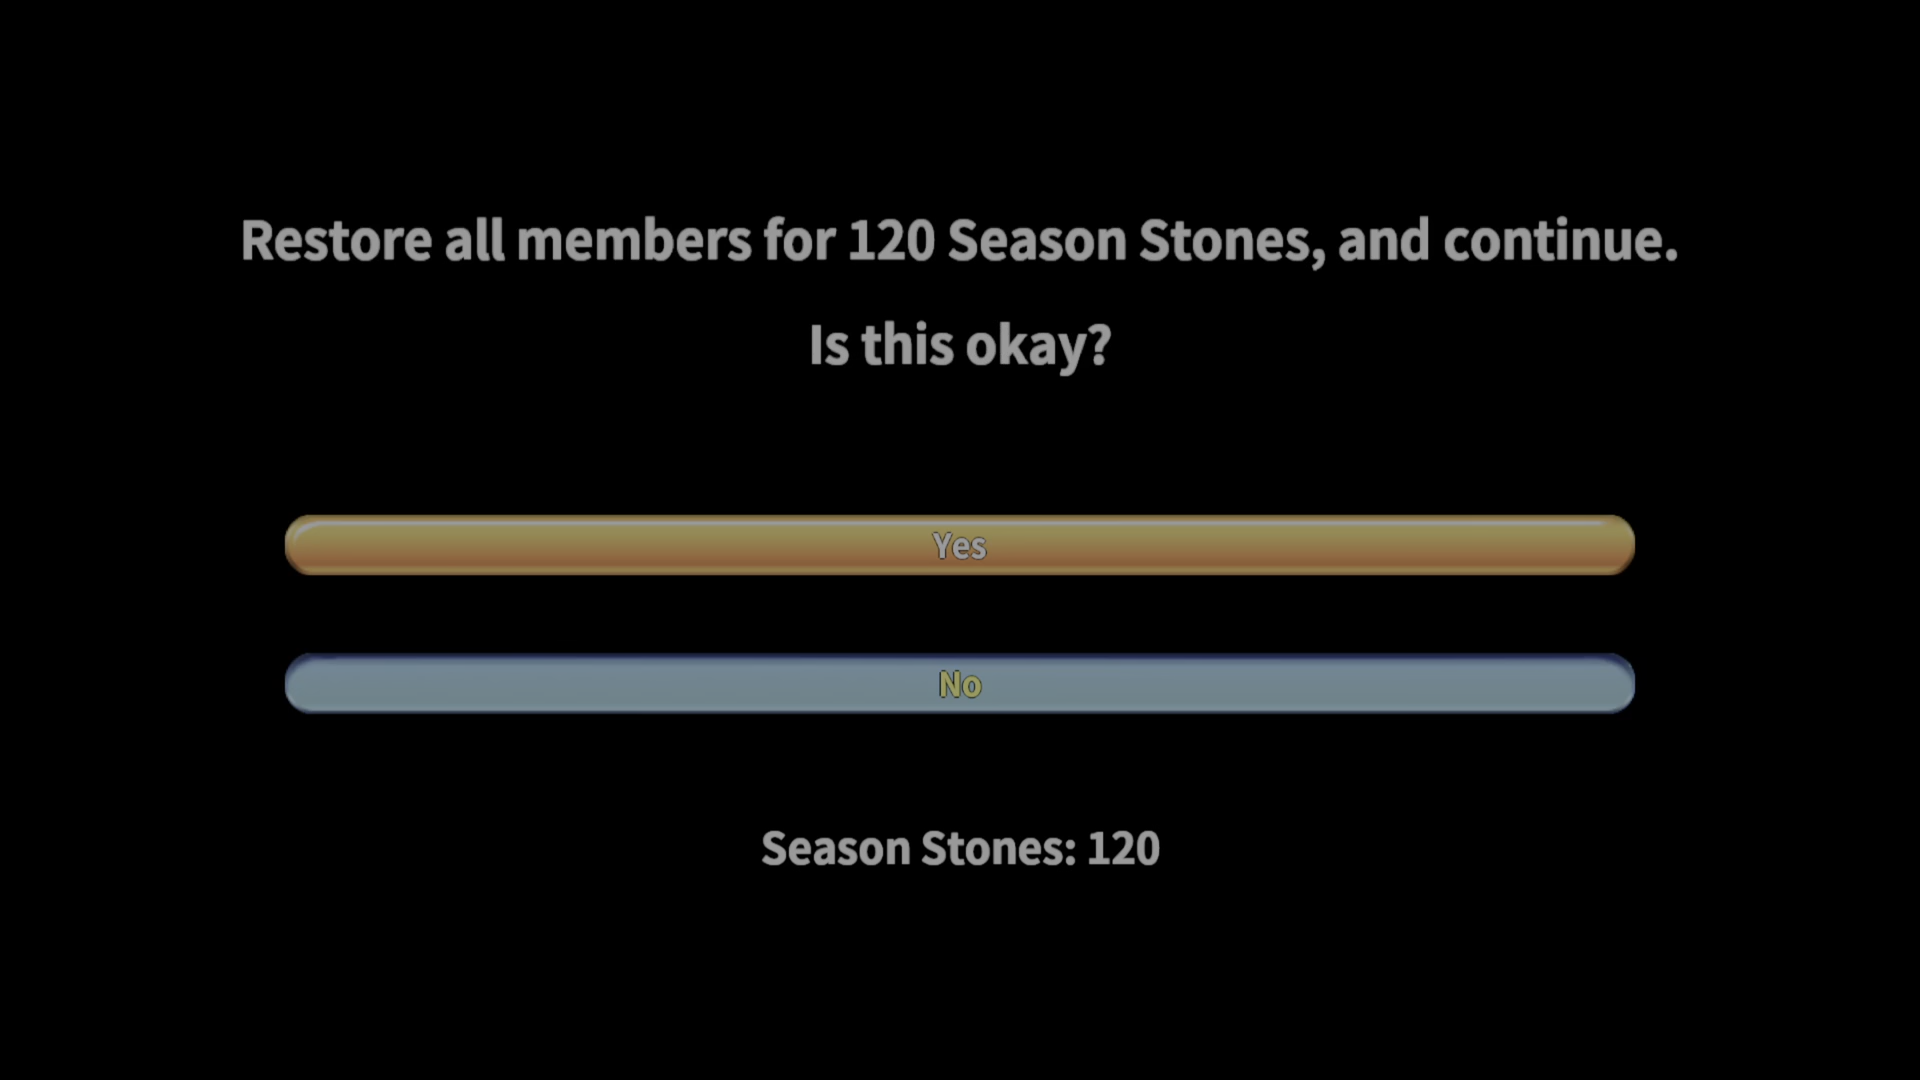 Restore all members for 120 Season Stones, and continue.
Is this okay?
Yes
No
Season Stones: 120